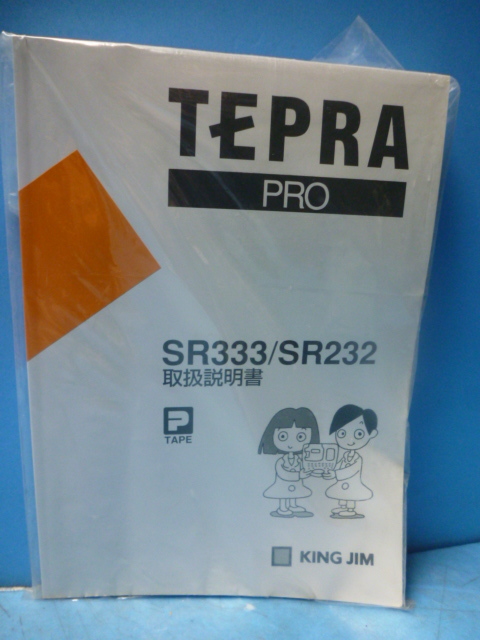 TEPRA
PRO
SR333/SR232
取扱説明書
P
TAPE
KING JIM